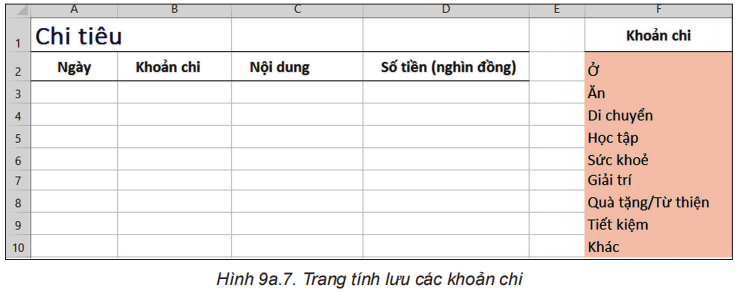 A B C D E F
1 Chi tiêu Khoản chi
2 Ngày Khoản chi Nội dung Số tiền (nghìn đồng) Ở
3 Ăn
4 Di chuyển
5 Học tập
6 Sức khoẻ
7 Giải trí
8 Quà tặng/Từ thiện
9 Tiết kiệm
10 Khác
Hình 9a.7. Trang tính lưu các khoản chi